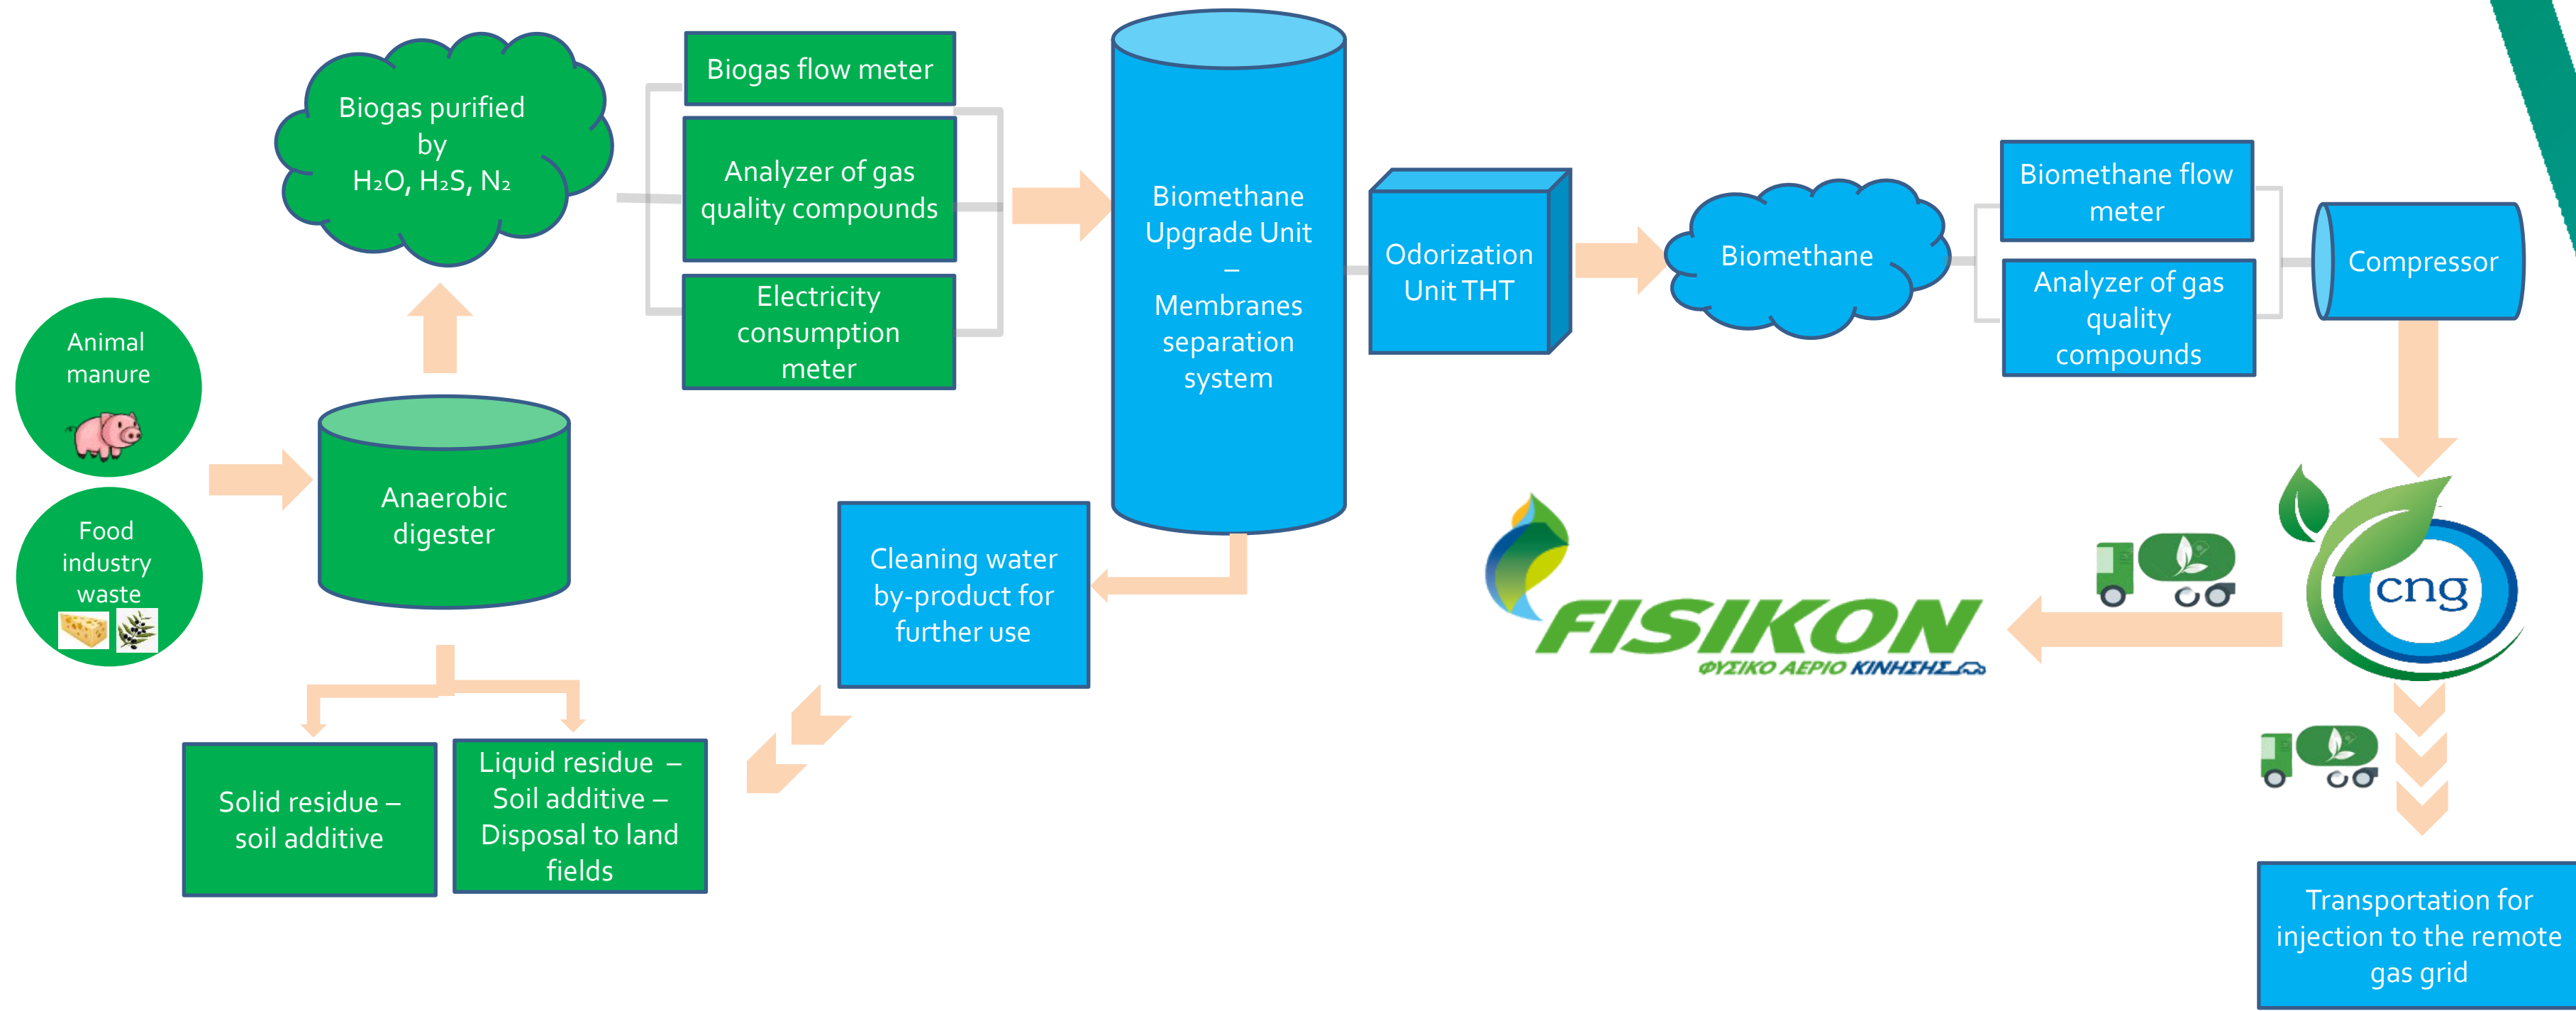 Biogas purified
by
H₂O, H₂S, N₂
Biogas flow meter
Analyzer of gas
quality compounds
Electricity
consumption
meter
Biomethane
Upgrade Unit
–
Membranes
separation
system
Odorization
Unit THT
Biomethane
Biomethane flow
meter
Analyzer of gas
quality
compounds
Compressor
Animal
manure
Food
industry
waste
Anaerobic
digester
Cleaning water
by-product for
further use
FISIKON
ΦΥΣΙΚΟ ΑΕΡΙΟ ΚΙΝΗΣΗΣ
cng
Solid residue –
soil additive
Liquid residue –
Soil additive –
Disposal to land
fields
Transportation for
injection to the remote
gas grid